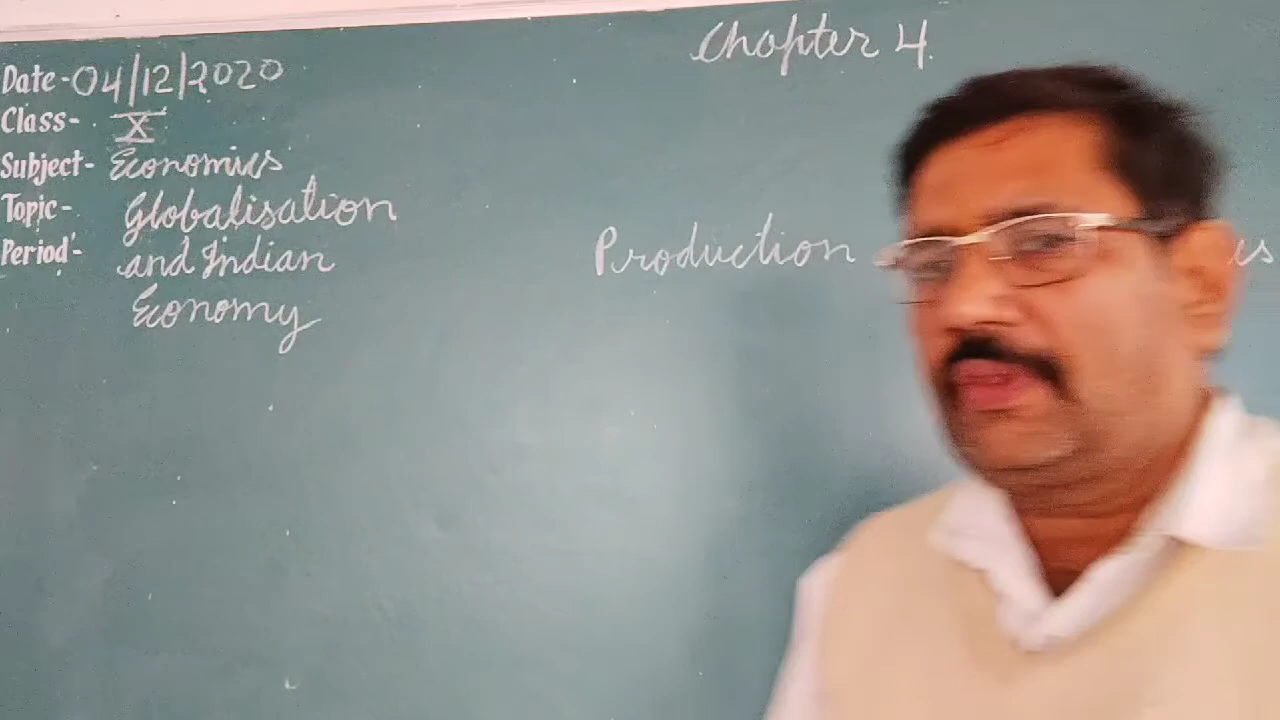 Chapter 4
Date-04/12/2020
Class- X
Subject- Economics
Topic- Globalisation
Period- and Indian
Economy
Production